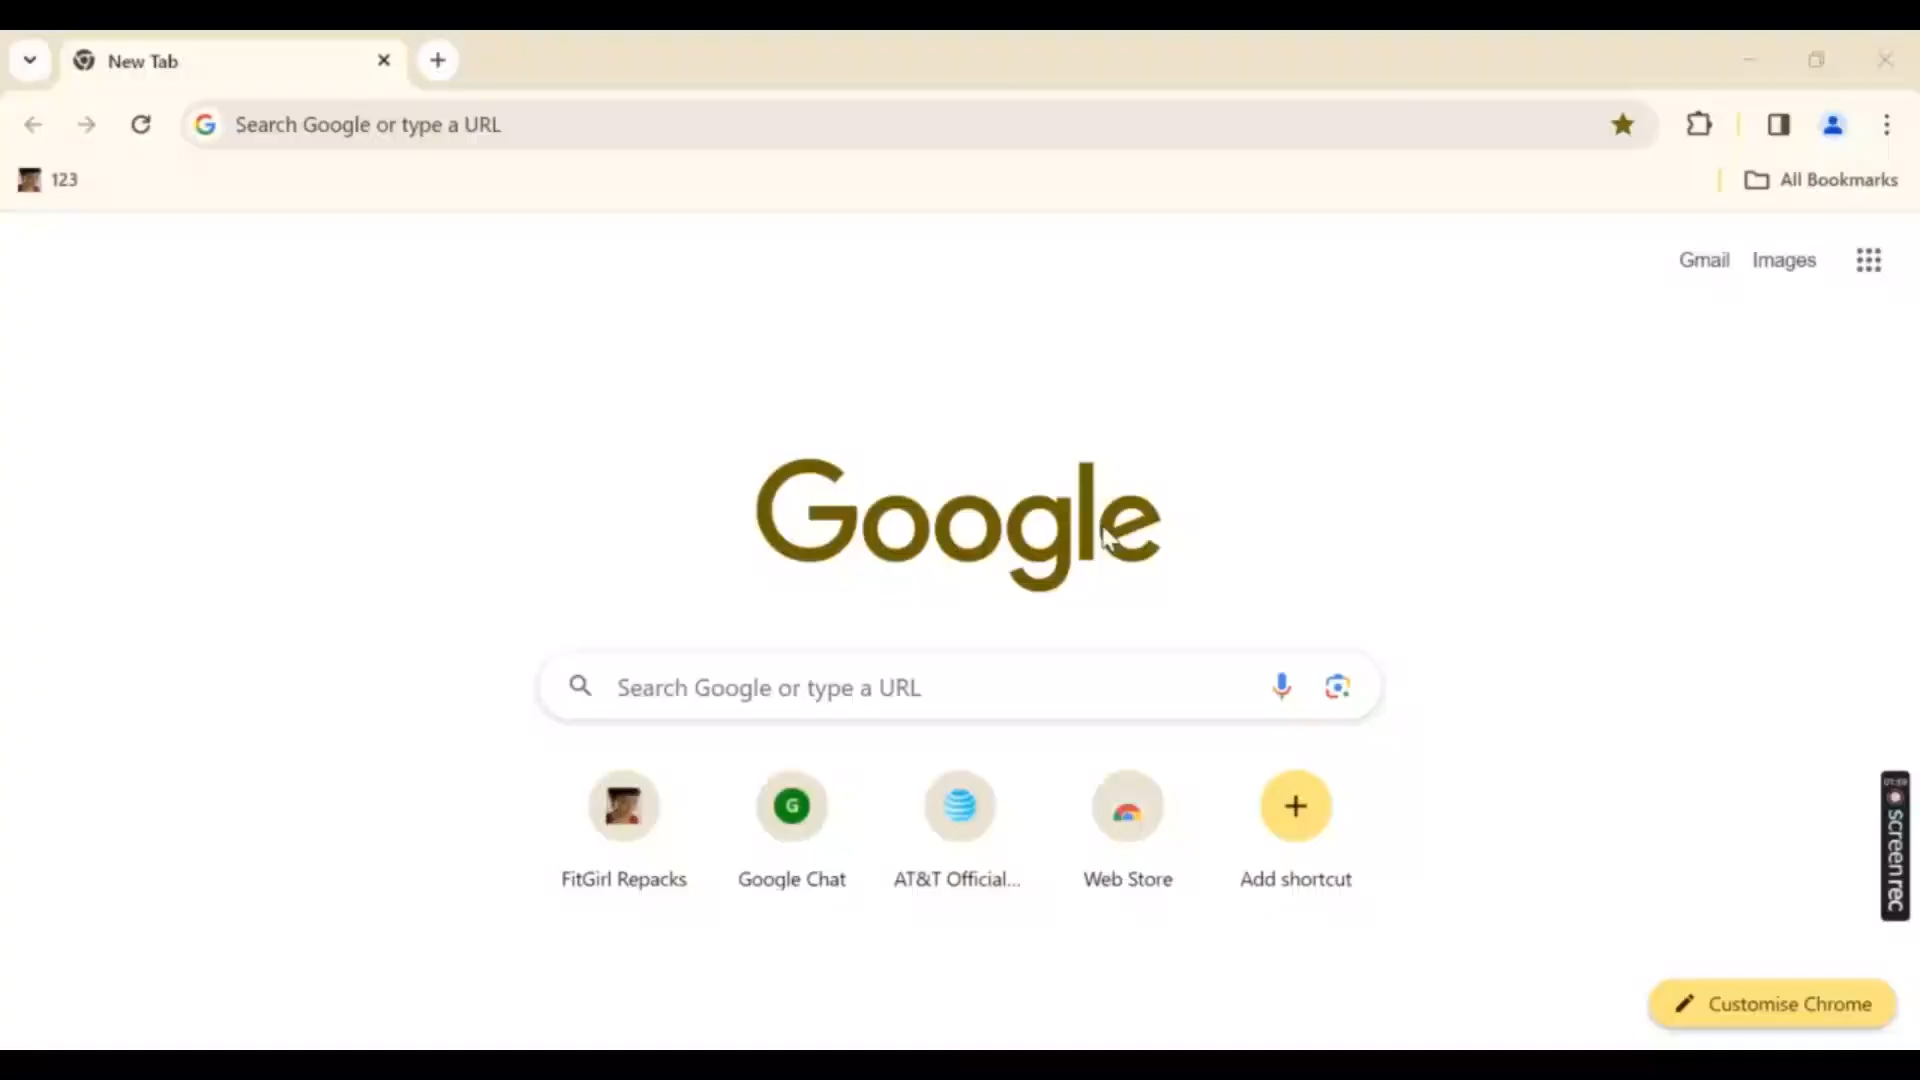 New Tab
Search Google or type a URL
123
All Bookmarks
Gmail Images
Google
Search Google or type a URL
G
FitGirl Repacks Google Chat AT&T Official... Web Store Add shortcut
screenrec
Customise Chrome